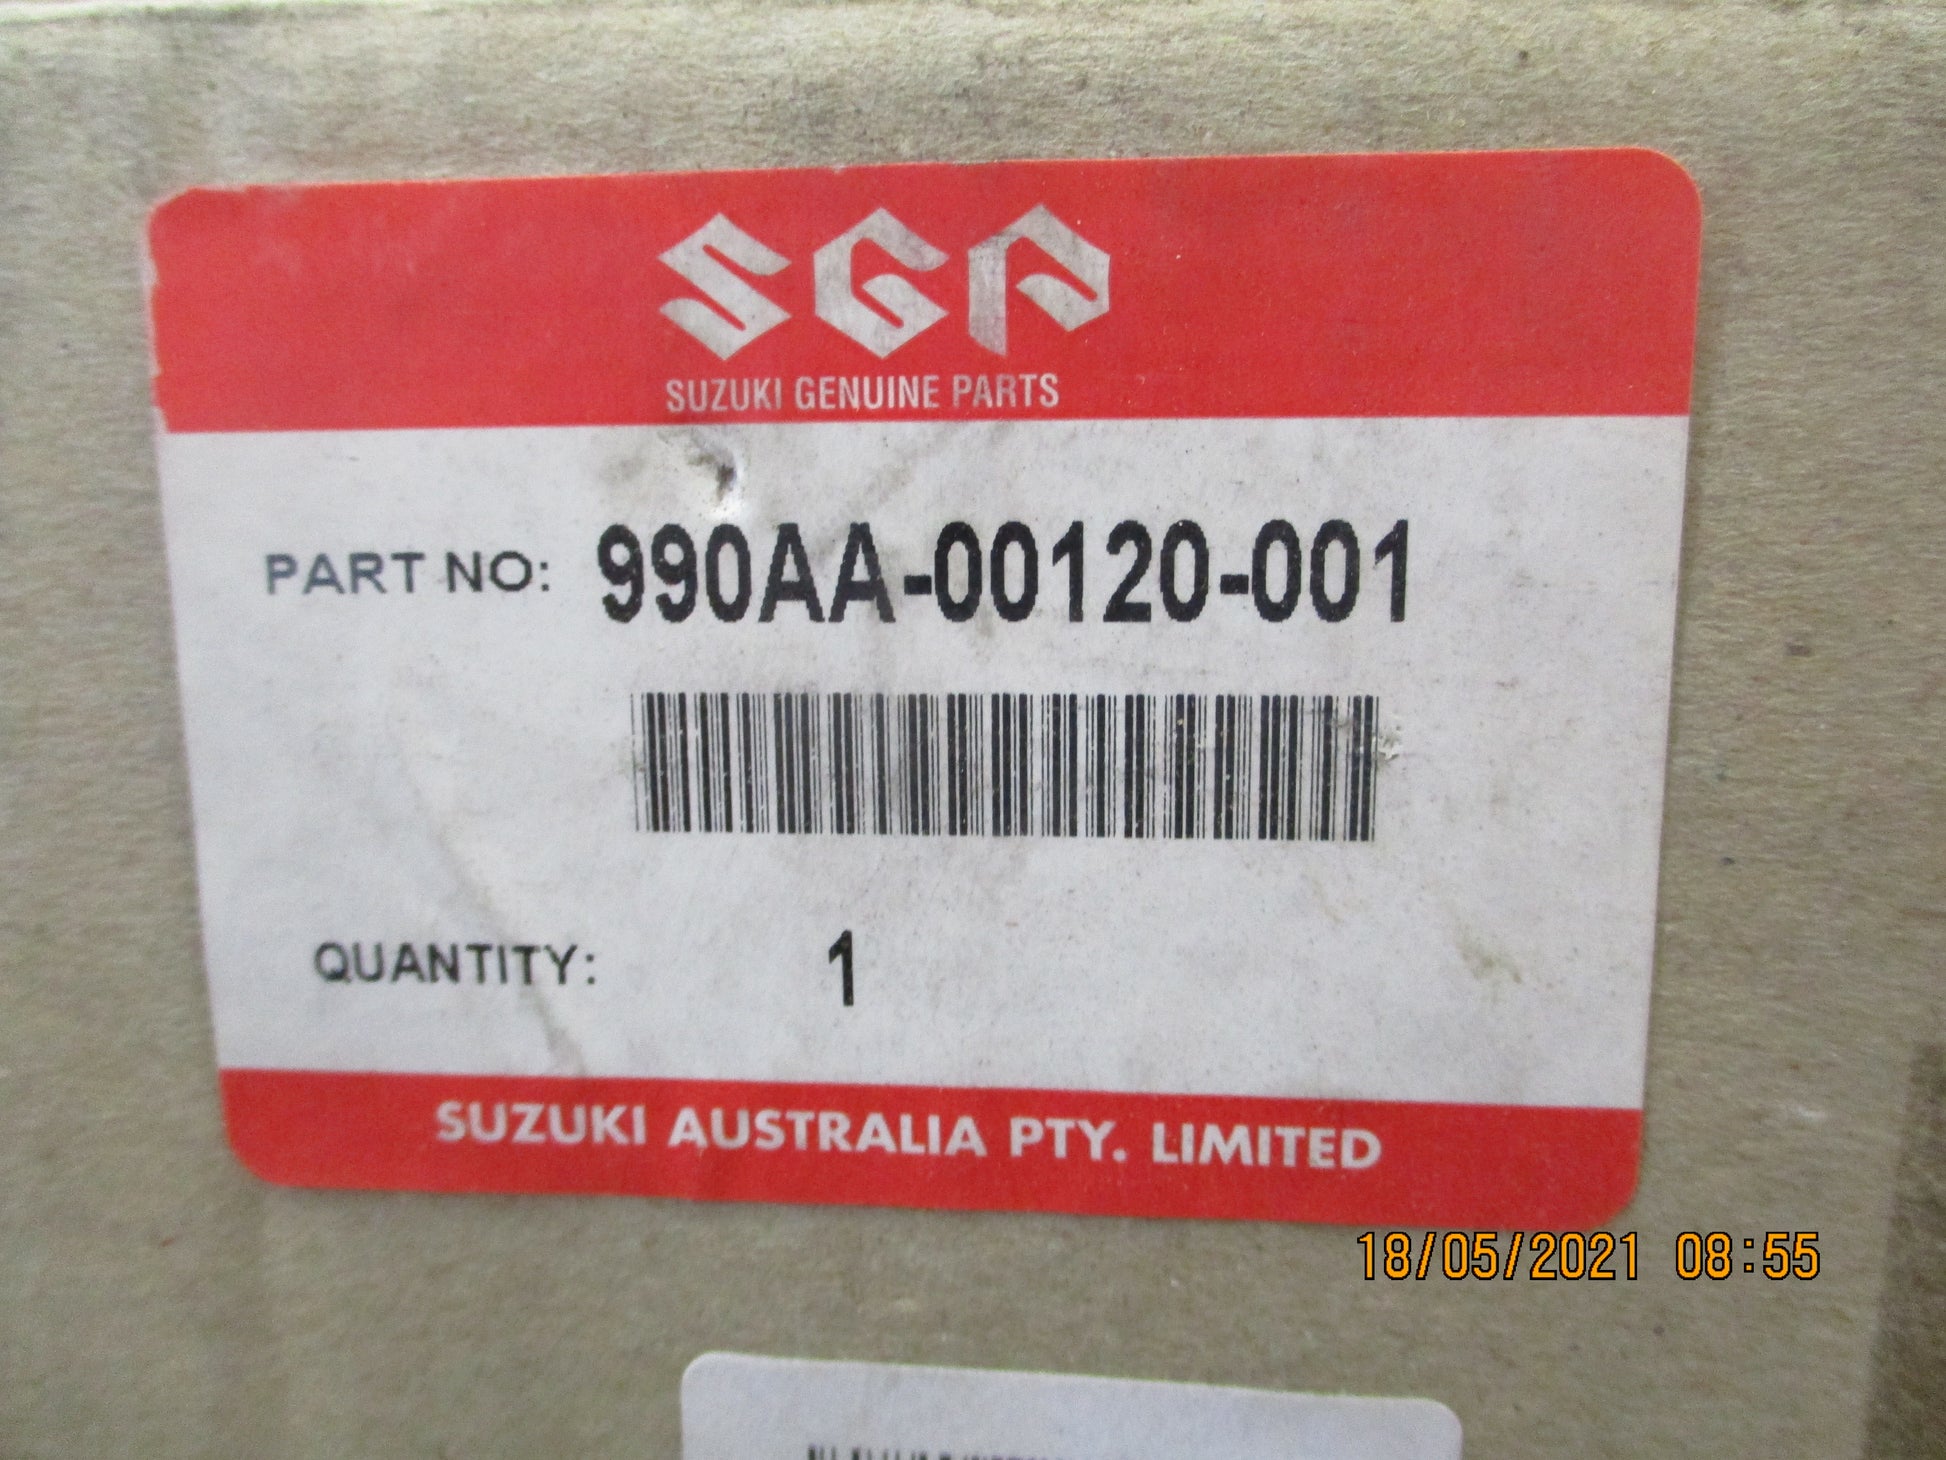 SGP
SUZUKI GENUINE PARTS
PART NO: 990AA-00120-001
QUANTITY: 1
SUZUKI AUSTRALIA PTY. LIMITED
18/05/2021 08:55